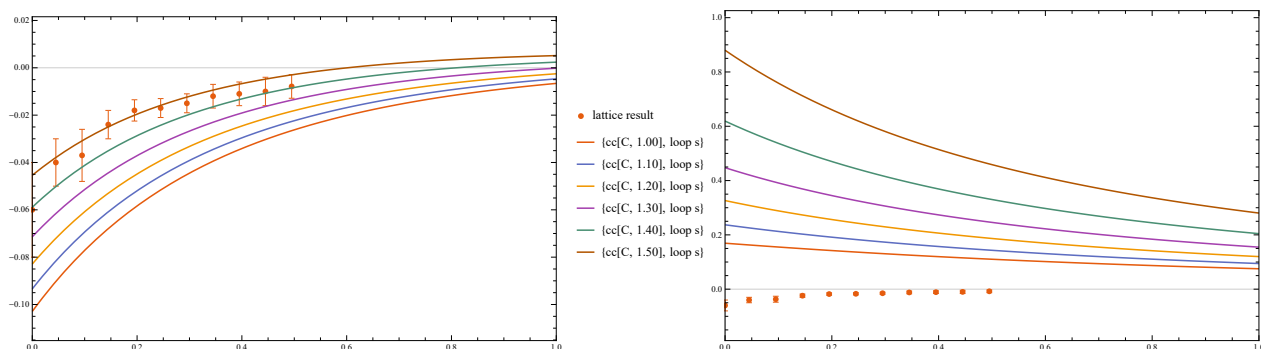 0.02
0.00
−0.02
−0.04
−0.06
−0.08
−0.10
0.0 0.2 0.4 0.6 0.8 1.0
lattice result
{cc[C, 1.00], loop s}
{cc[C, 1.10], loop s}
{cc[C, 1.20], loop s}
{cc[C, 1.30], loop s}
{cc[C, 1.40], loop s}
{cc[C, 1.50], loop s}
1.0
0.8
0.6
0.4
0.2
0.0
0.0 0.2 0.4 0.6 0.8 1.0